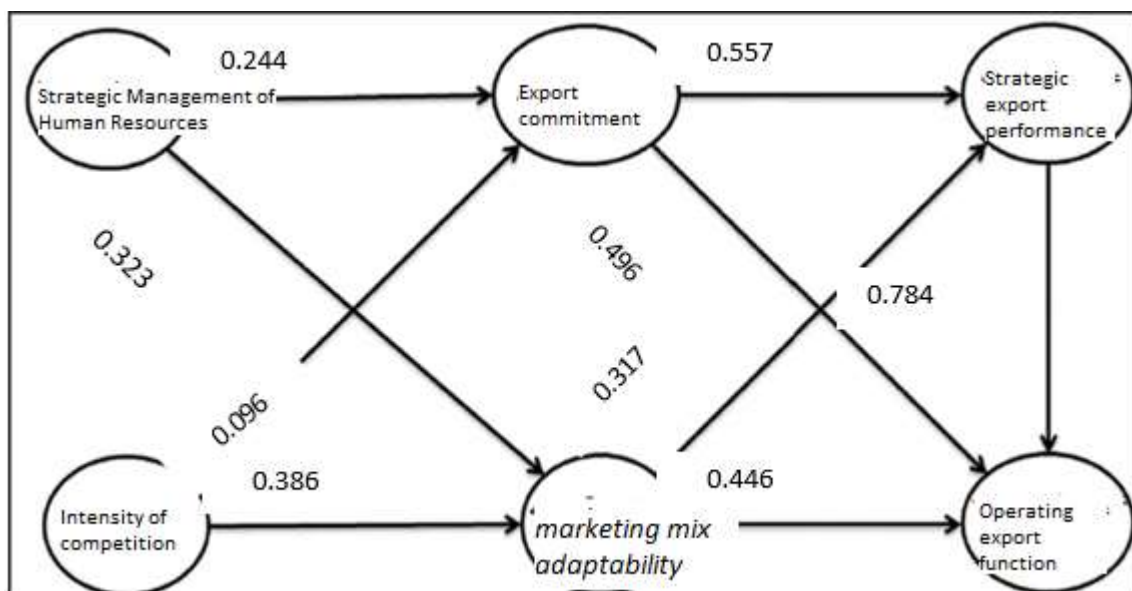 0.244
0.557
Strategic Management of
Human Resources
Export
commitment
Strategic
export
performance
0.323
0.496
0.784
0.317
0.096
0.386
0.446
Intensity of
competition
marketing mix
adaptability
Operating
export
function